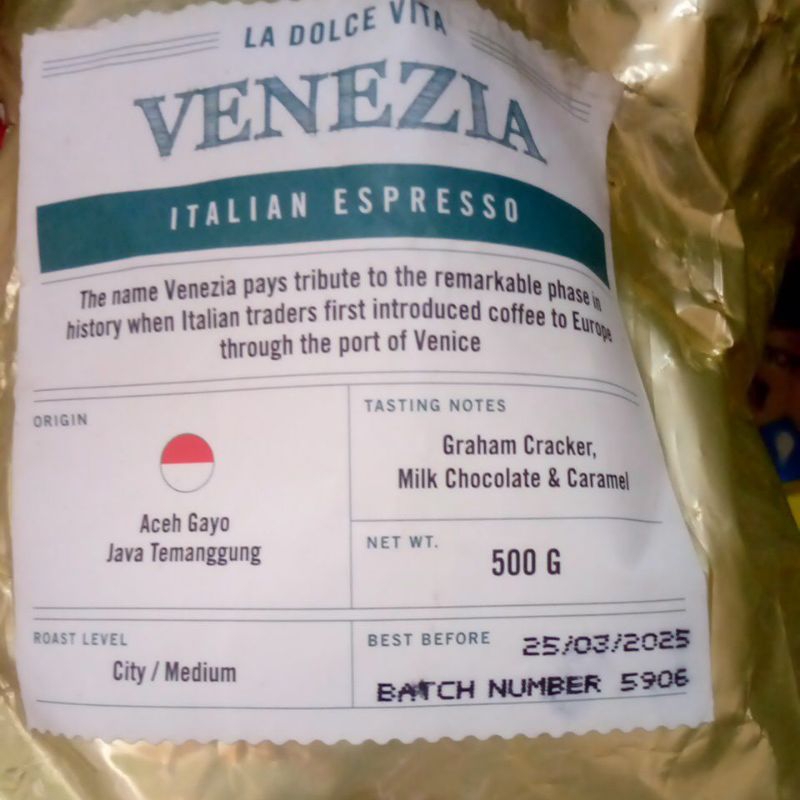 LA DOLCE VITA
VENEZIA
ITALIAN ESPRESSO
The name Venezia pays tribute to the remarkable phase in
history when Italian traders first introduced coffee to Europe
through the port of Venice
ORIGIN
Aceh Gayo
Java Temanggung
TASTING NOTES
Graham Cracker,
Milk Chocolate & Caramel
NET WT.
500 G
ROAST LEVEL
City / Medium
BEST BEFORE 25/03/2025
BATCH NUMBER 5906